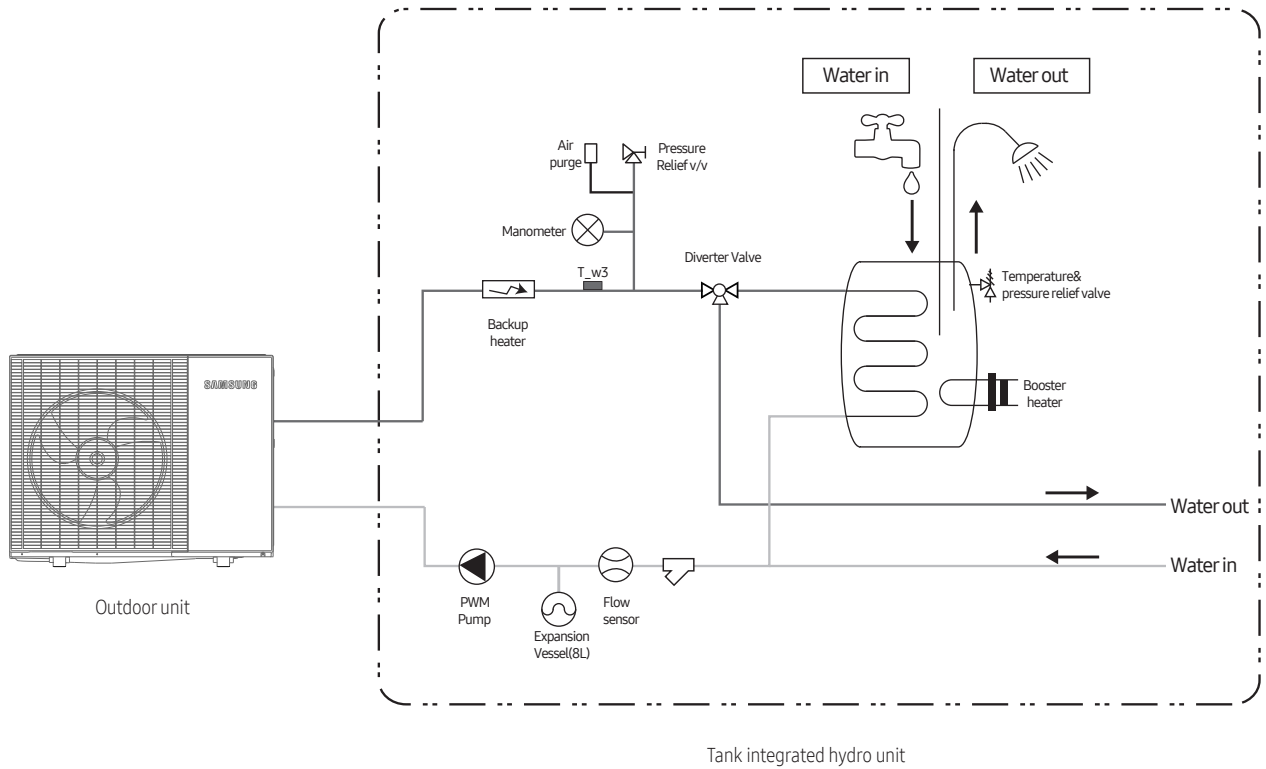 Water in
Water out
Air
purge
Pressure
Relief v/v
Manometer
T_w3
Diverter Valve
Temperature&
pressure relief valve
Backup
heater
SAMSUNG
Booster
heater
Water out
Water in
PWM
Pump
Flow
sensor
Expansion
Vessel(8L)
Outdoor unit
Tank integrated hydro unit